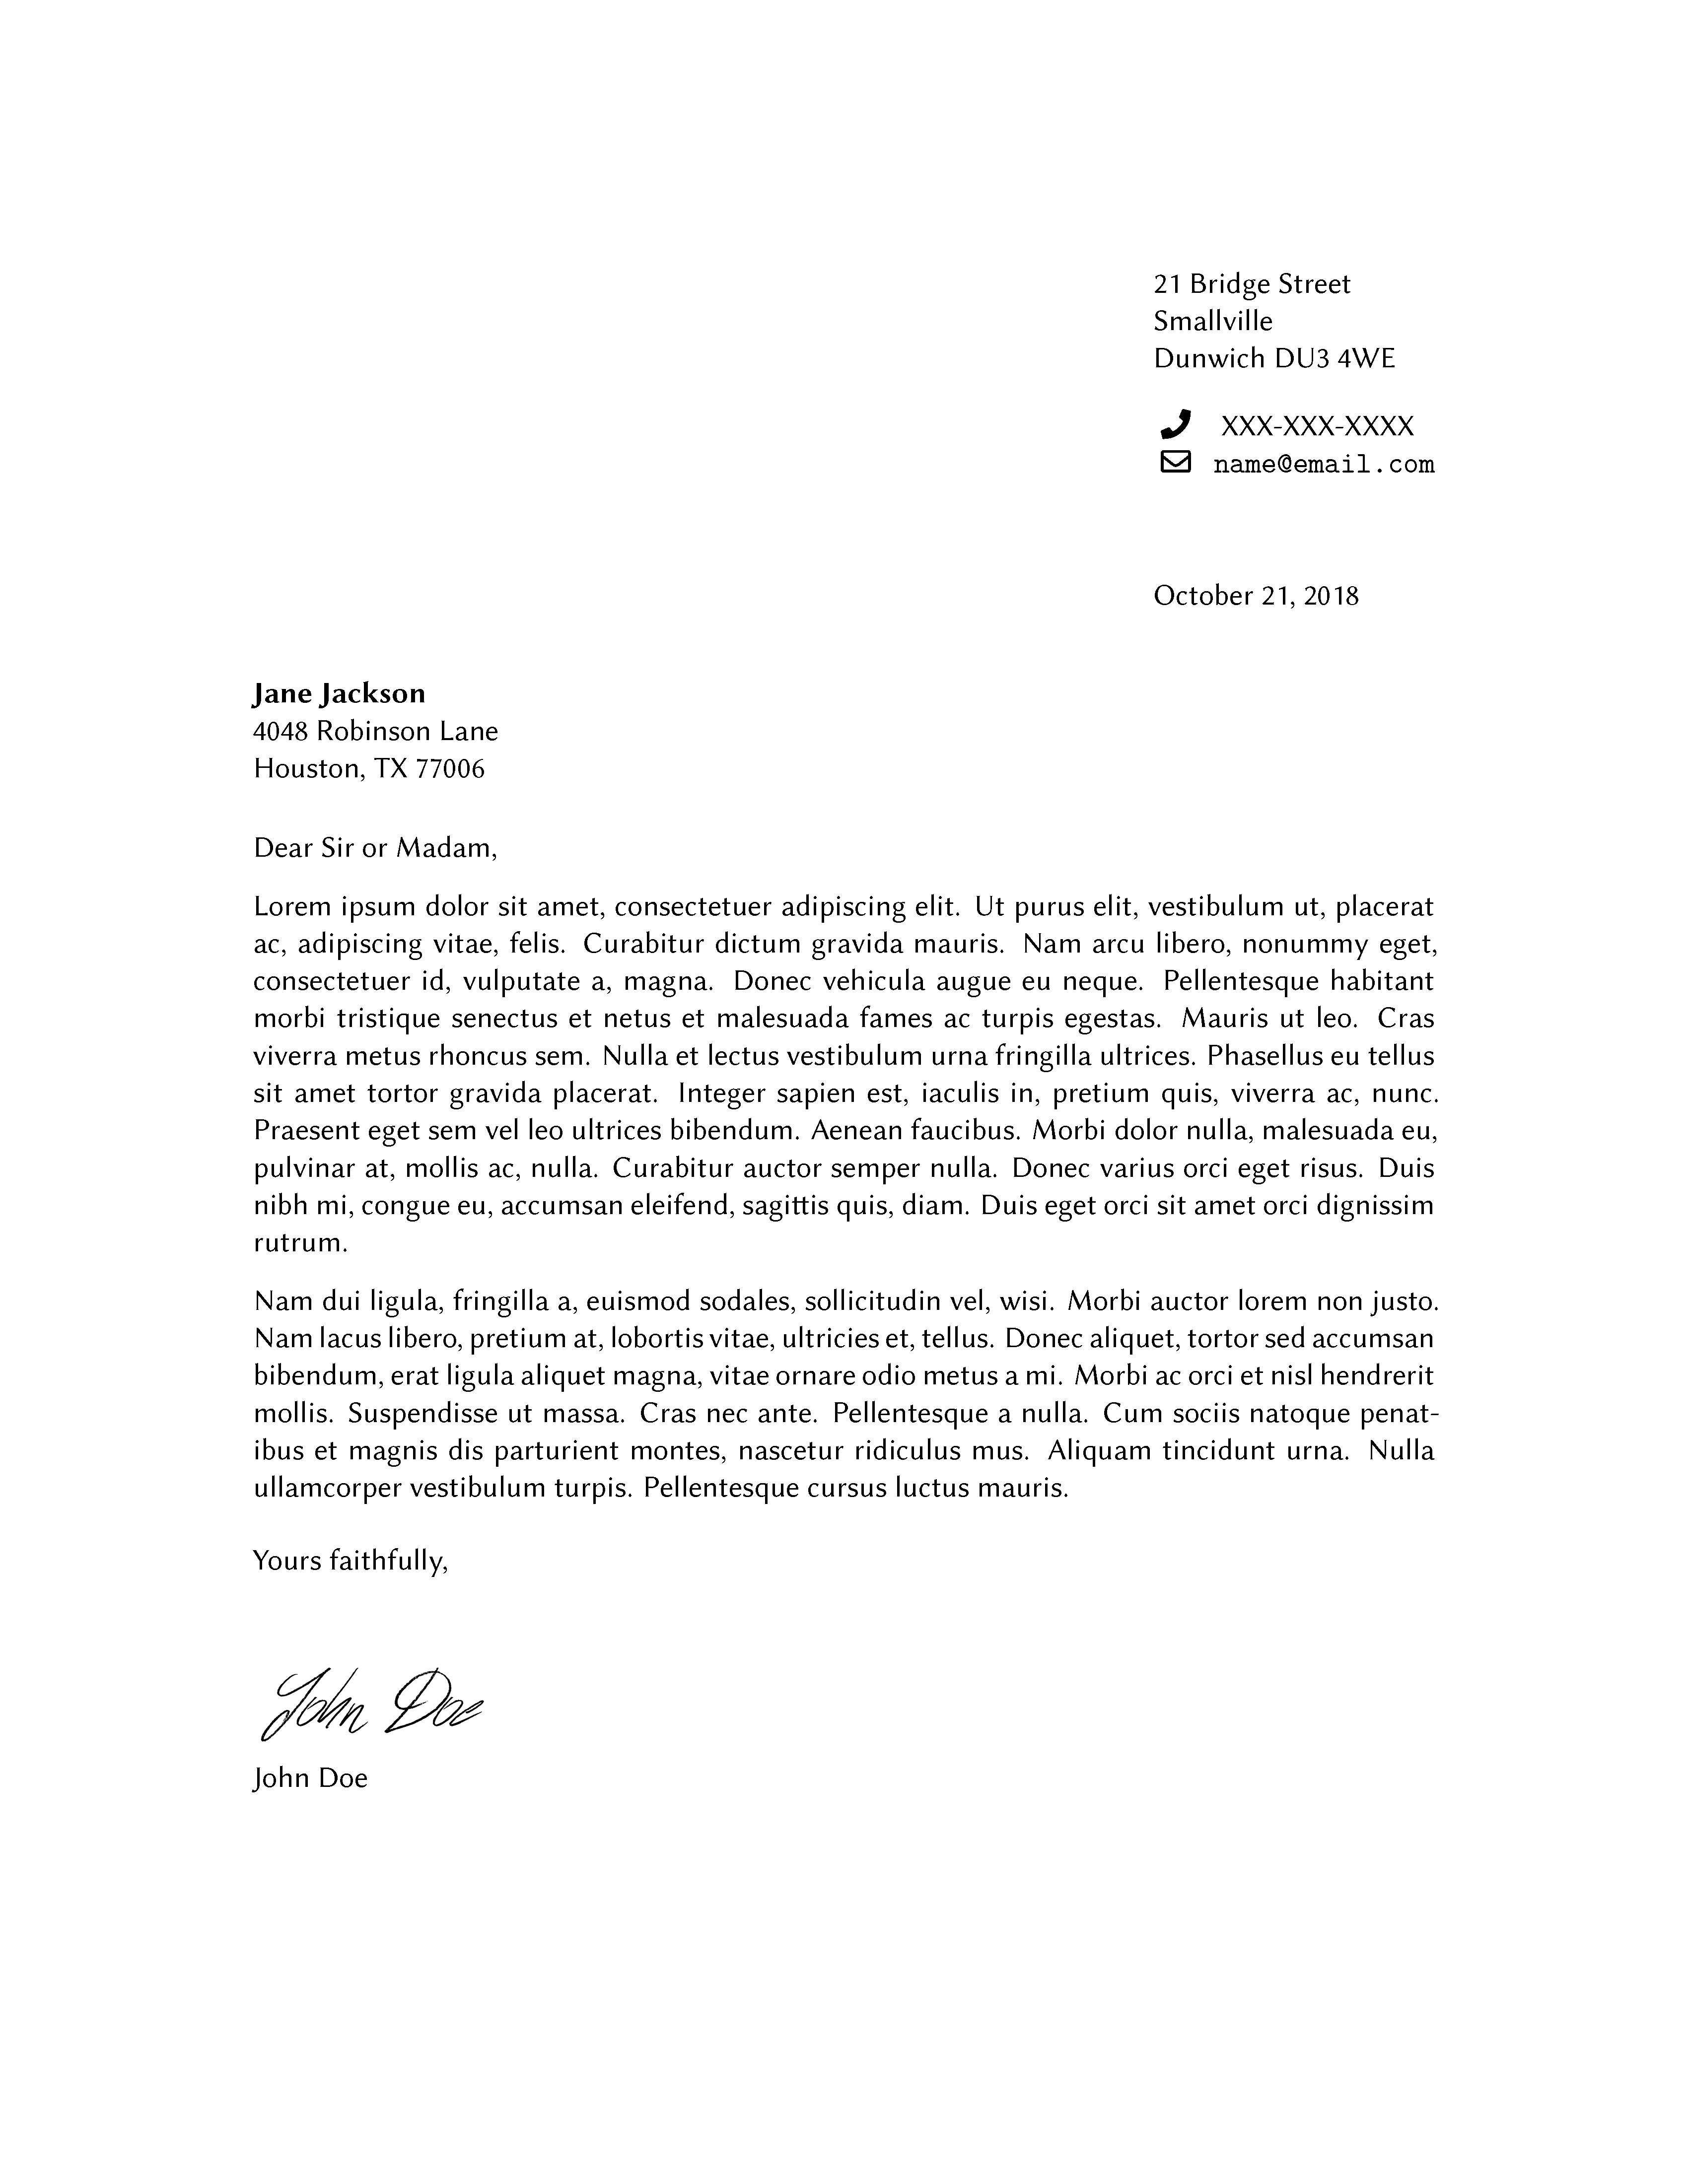 21 Bridge Street
Smallville
Dunwich DU3 4WE
XXX-XXX-XXXX
name@email.com
October 21, 2018
Jane Jackson
4048 Robinson Lane
Houston, TX 77006
Dear Sir or Madam,
Lorem ipsum dolor sit amet, consectetuer adipiscing elit. Ut purus elit, vestibulum ut, placerat
ac, adipiscing vitae, felis. Curabitur dictum gravida mauris. Nam arcu libero, nonummy eget,
consectetuer id, vulputate a, magna. Donec vehicula augue eu neque. Pellentesque habitant
morbi tristique senectus et netus et malesuada fames ac turpis egestas. Mauris ut leo. Cras
viverra metus rhoncus sem. Nulla et lectus vestibulum urna fringilla ultrices. Phasellus eu tellus
sit amet tortor gravida placerat. Integer sapien est, iaculis in, pretium quis, viverra ac, nunc.
Praesent eget sem vel leo ultrices bibendum. Aenean faucibus. Morbi dolor nulla, malesuada eu,
pulvinar at, mollis ac, nulla. Curabitur auctor semper nulla. Donec varius orci eget risus. Duis
nibh mi, congue eu, accumsan eleifend, sagittis quis, diam. Duis eget orci sit amet orci dignissim
rutrum.
Nam dui ligula, fringilla a, euismod sodales, sollicitudin vel, wisi. Morbi auctor lorem non justo.
Nam lacus libero, pretium at, lobortis vitae, ultricies et, tellus. Donec aliquet, tortor sed accumsan
bibendum, erat ligula aliquet magna, vitae ornare odio metus a mi. Morbi ac orci et nisl hendrerit
mollis. Suspendisse ut massa. Cras nec ante. Pellentesque a nulla. Cum sociis natoque penat-
ibus et magnis dis parturient montes, nascetur ridiculus mus. Aliquam tincidunt urna. Nulla
ullamcorper vestibulum turpis. Pellentesque cursus luctus mauris.
Yours faithfully,
John Doe
John Doe